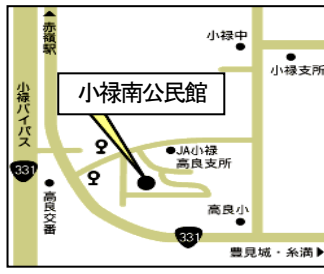 ▲赤嶺駅
小禄中
小禄支所
小禄バイパス
小禄南公民館
JA小禄
高良支所
331
高良交番
高良小
331
豊見城・糸満▶